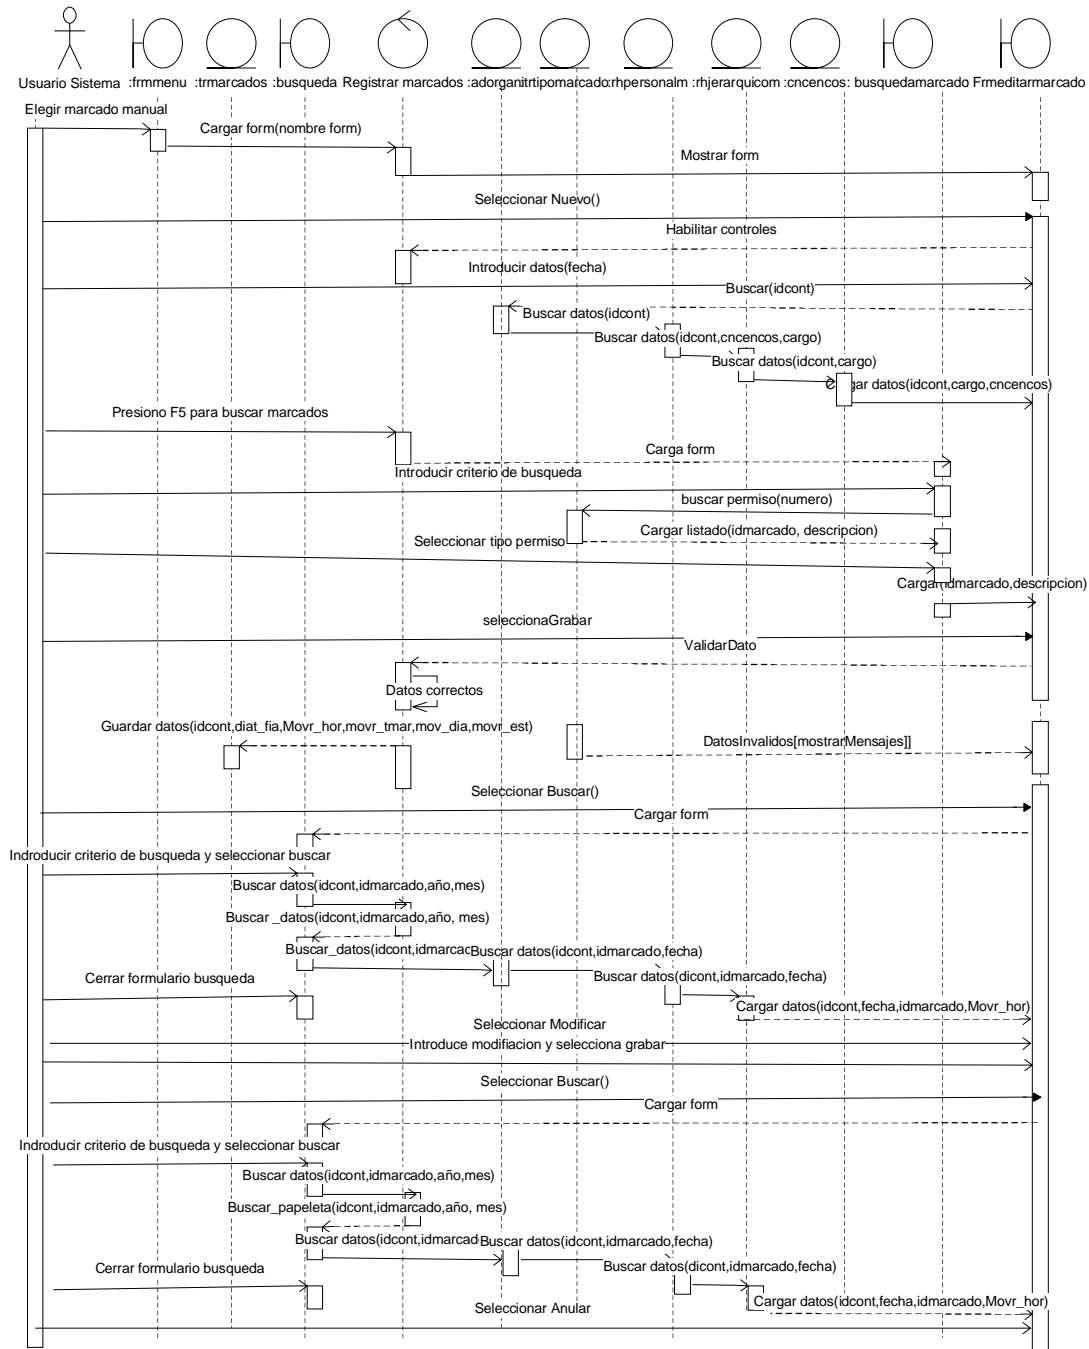 Usuario Sistema
:frmmenu
:trmarcados
:busqueda
Registrar marcados
:adorgani
trtipomarcado
:rhpersonalm
:rhjerarquicom
:cncencos
: busquedamarcado
Frmeditarmarcado
Elegir marcado manual
Cargar form(nombre form)
Mostrar form
Seleccionar Nuevo()
Habilitar controles
Introducir datos(fecha)
Buscar(idcont)
Buscar datos(idcont)
Buscar datos(idcont,cncencos,cargo)
Buscar datos(idcont,cargo)
Cargar datos(idcont,cargo,cncencos)
Presiono F5 para buscar marcados
Carga form
Introducir criterio de busqueda
buscar permiso(numero)
Cargar listado(idmarcado, descripcion)
Seleccionar tipo permiso
Cargar(idmarcado,descripcion)
seleccionaGrabar
ValidarDato
Datos correctos
Guardar datos(idcont,diat_fia,Movr_hor,movr_tmar,mov_dia,movr_est)
DatosInvalidos[mostrarMensajes]]
Seleccionar Buscar()
Cargar form
Indroducir criterio de busqueda y seleccionar buscar
Buscar datos(idcont,idmarcado,año,mes)
Buscar _datos(idcont,idmarcado,año, mes)
Buscar_datos(idcont,idmarcac
Buscar datos(idcont,idmarcado,fecha)
Buscar datos(dicont,idmarcado,fecha)
Cerrar formulario busqueda
Cargar datos(idcont,fecha,idmarcado,Movr_hor)
Seleccionar Modificar
Introduce modifiacion y selecciona grabar
Seleccionar Buscar()
Cargar form
Indroducir criterio de busqueda y seleccionar buscar
Buscar datos(idcont,idmarcado,año,mes)
Buscar_papeleta(idcont,idmarcado,año, mes)
Buscar datos(idcont,idmarcad
Buscar datos(idcont,idmarcado,fecha)
Buscar datos(dicont,idmarcado,fecha)
Cerrar formulario busqueda
Cargar datos(idcont,fecha,idmarcado,Movr_hor)
Seleccionar Anular